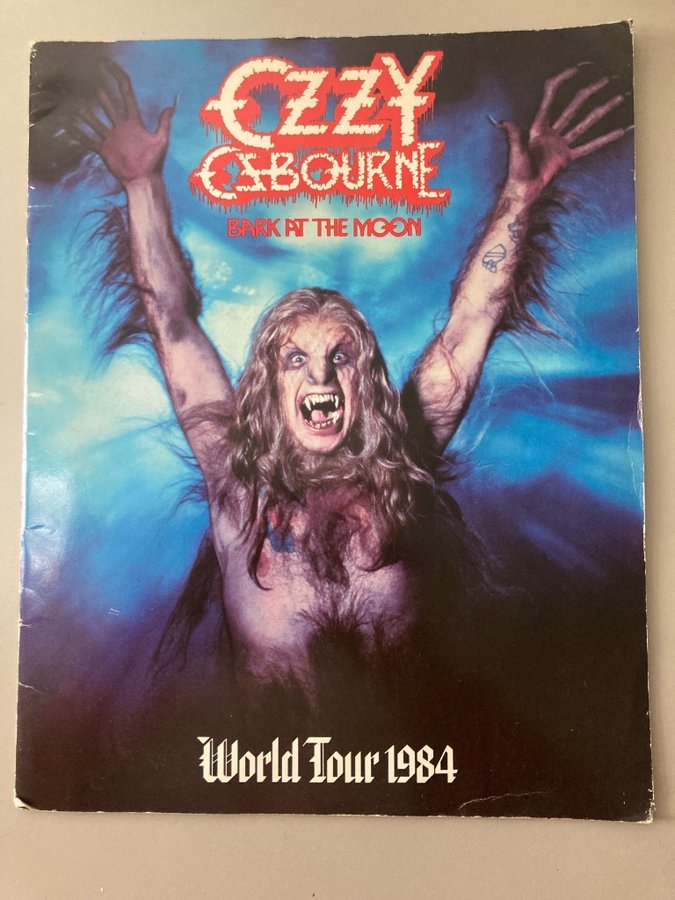 OZZY
OSBOURNE
BARK AT THE MOON
World Tour 1984